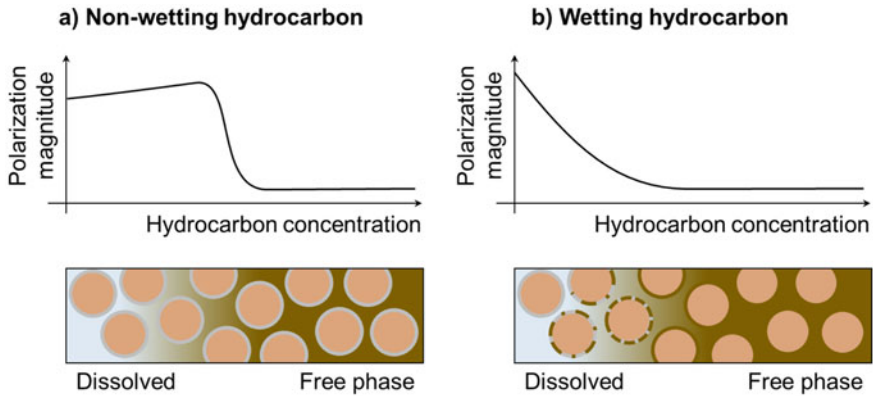 a) Non-wetting hydrocarbon
Polarization
magnitude
Hydrocarbon concentration
Dissolved
Free phase
b) Wetting hydrocarbon
Polarization
magnitude
Hydrocarbon concentration
Dissolved
Free phase